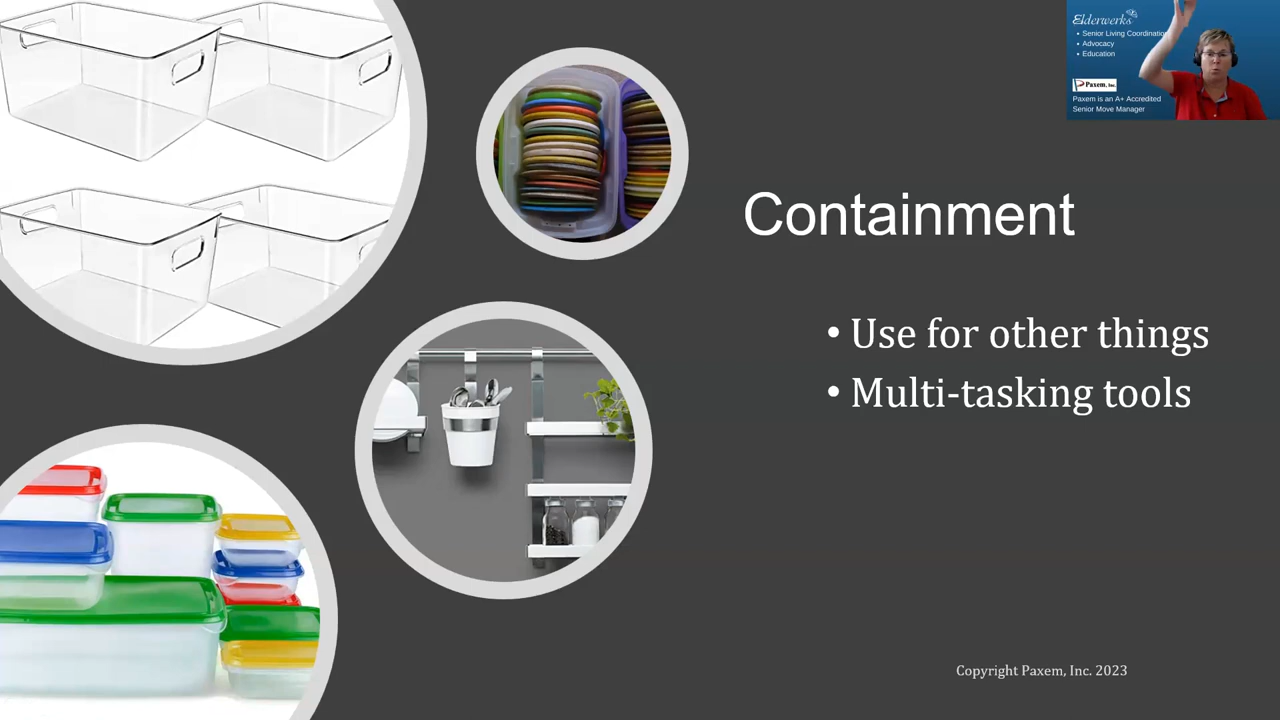 Elderwerks
• Senior Living Coordination
• Advocacy
• Education
Paxem, Inc.
Paxem is an A+ Accredited
Senior Move Manager
Containment
• Use for other things
• Multi-tasking tools
Copyright Paxem, Inc. 2023